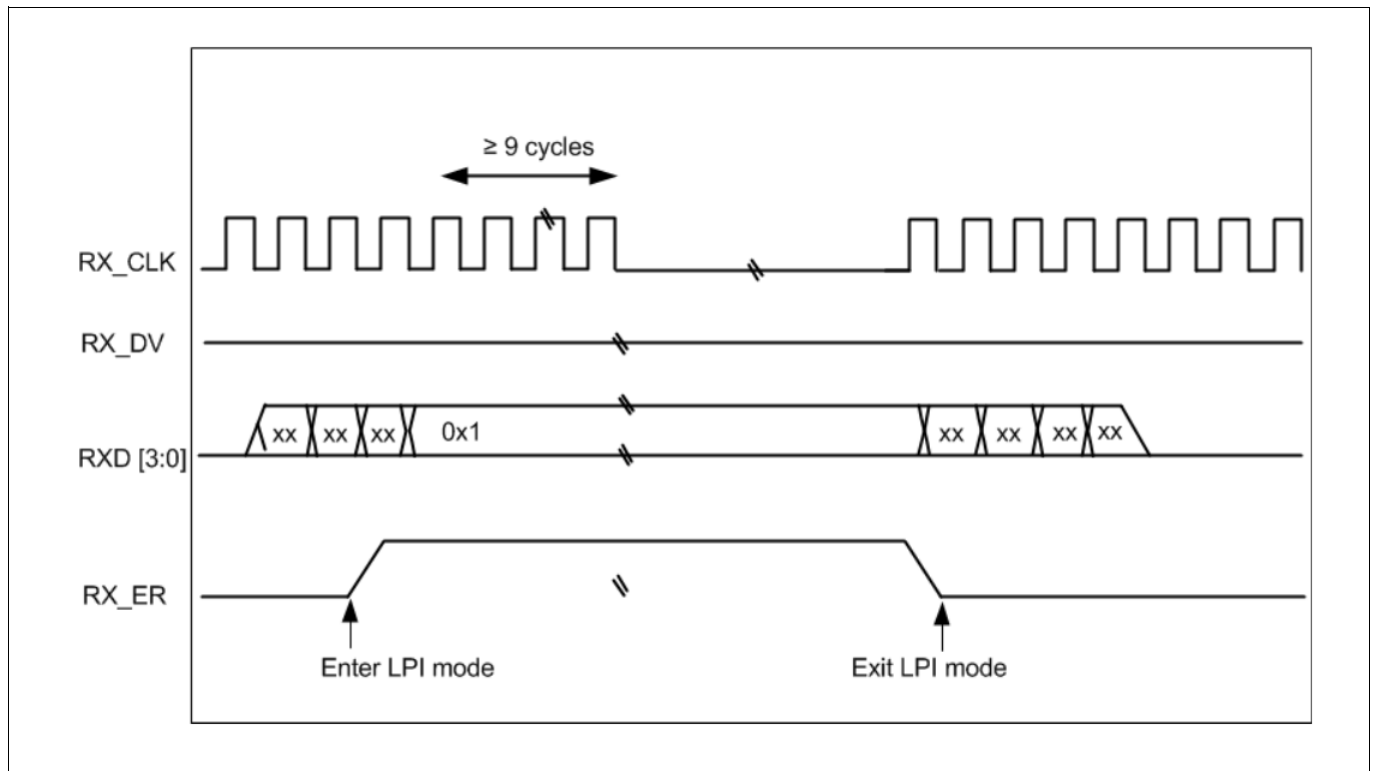 ≥ 9 cycles
RX_CLK
RX_DV
xx xx xx 0x1 xx xx xx xx
RXD [3:0]
RX_ER
Enter LPI mode
Exit LPI mode